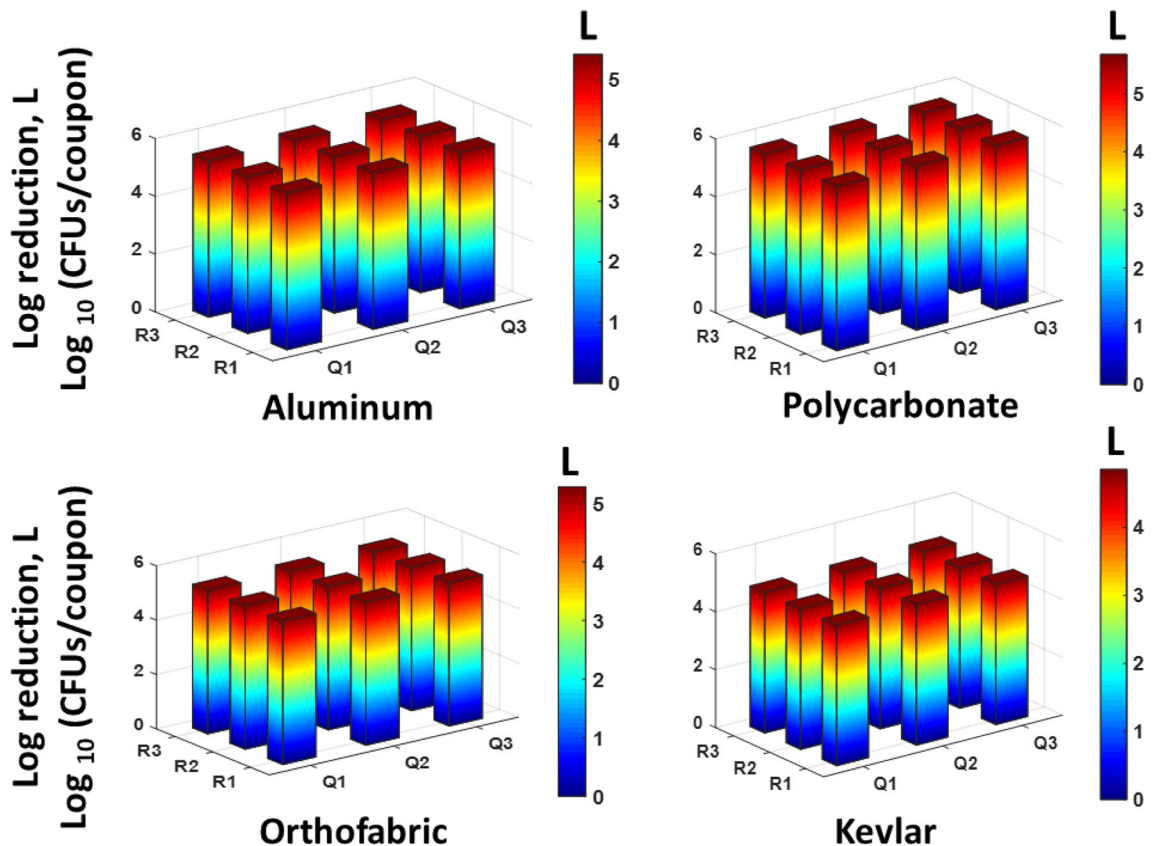 Log reduction, L
Log 10 (CFUs/coupon)
6
4
2
0
R3
R2
R1
Q1
Q2
Q3
Aluminum
L
5
4
3
2
1
0
6
4
2
0
R3
R2
R1
Q1
Q2
Q3
Polycarbonate
L
5
4
3
2
1
0
Log reduction, L
Log 10 (CFUs/coupon)
6
4
2
0
R3
R2
R1
Q1
Q2
Q3
Orthofabric
L
5
4
3
2
1
0
6
4
2
0
R3
R2
R1
Q1
Q2
Q3
Kevlar
L
4
3
2
1
0